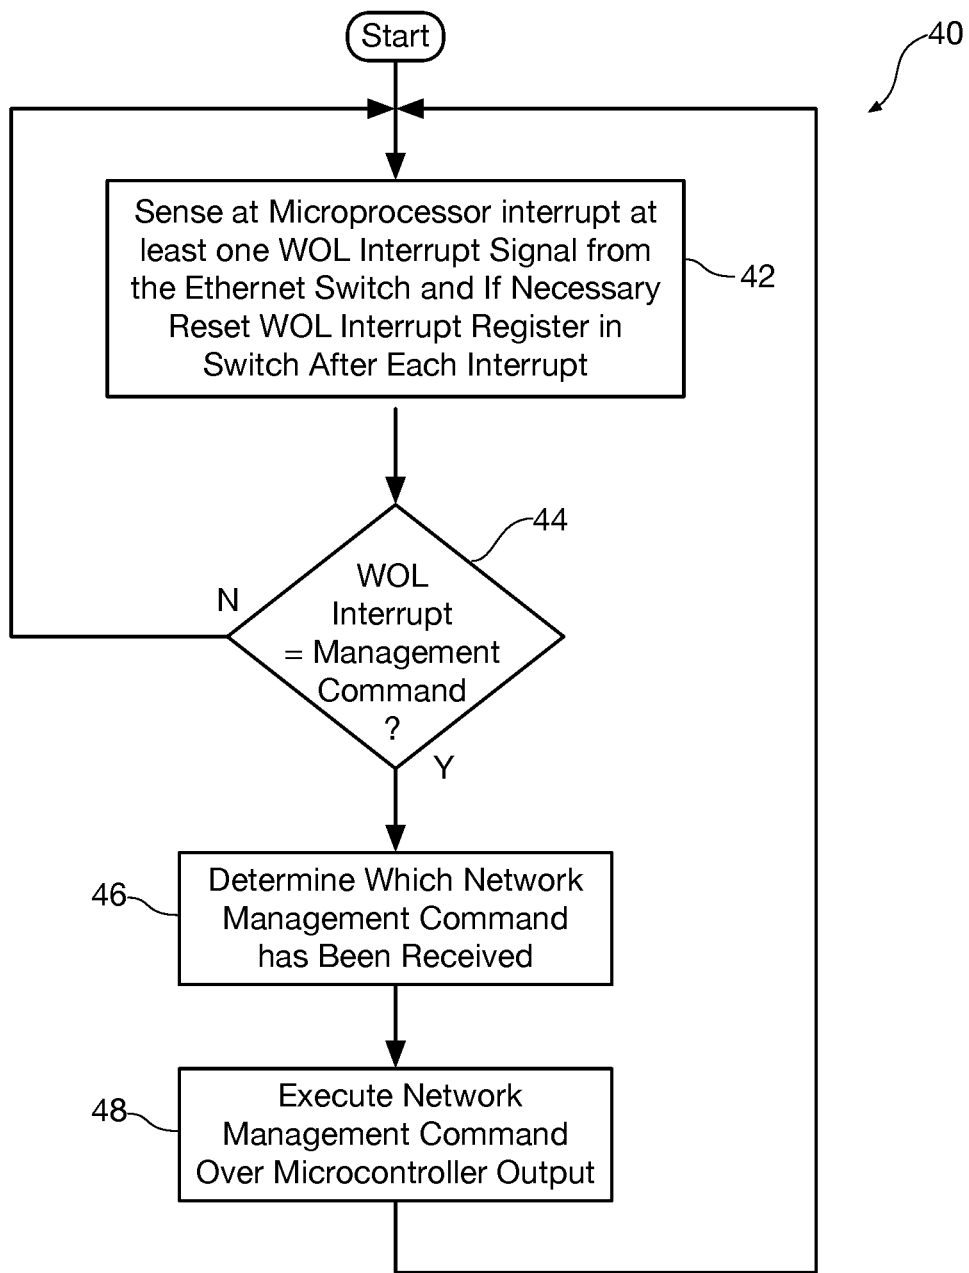 Start
40
Sense at Microprocessor interrupt at
least one WOL Interrupt Signal from
the Ethernet Switch and If Necessary
Reset WOL Interrupt Register in
Switch After Each Interrupt
42
44
WOL
Interrupt
= Management
Command
?
N
Y
46
Determine Which Network
Management Command
has Been Received
48
Execute Network
Management Command
Over Microcontroller Output